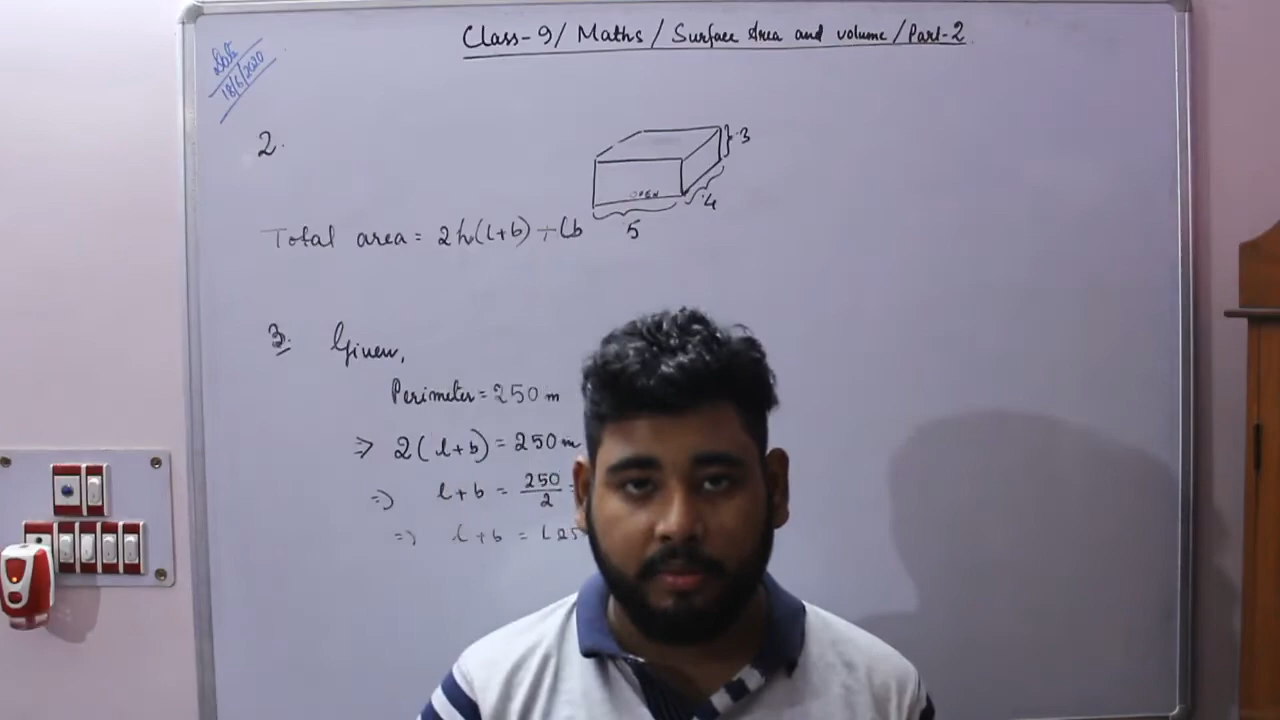 Class-9/ Maths / Surface Area and volume / Part-2
Date
18/6/2020
2.
3
OPEN
4
5
Total area = 2h(l+b) + lb
3. Given,
Perimeter = 250 m
⇒ 2(l+b) = 250 m
⇒ l+b = 250/2 =
⇒ l+b = 125